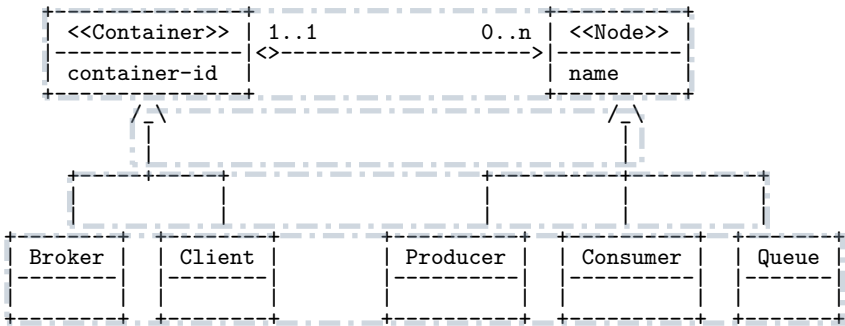 <<Container>> 1..1 0..n <<Node>>
container-id name
Broker Client Producer Consumer Queue